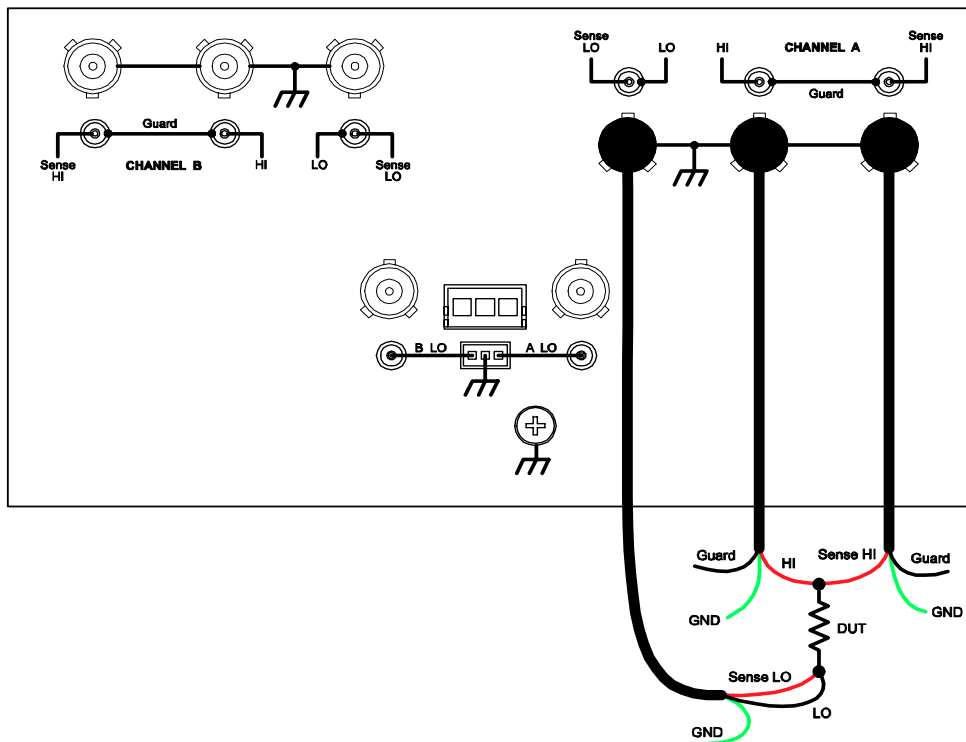 Sense
LO
LO
HI
CHANNEL A
Sense
HI
Guard
Guard
Sense
HI
CHANNEL B
HI
LO
Sense
LO
B LO
A LO
Guard
HI
Sense HI
Guard
GND
GND
DUT
Sense LO
LO
GND